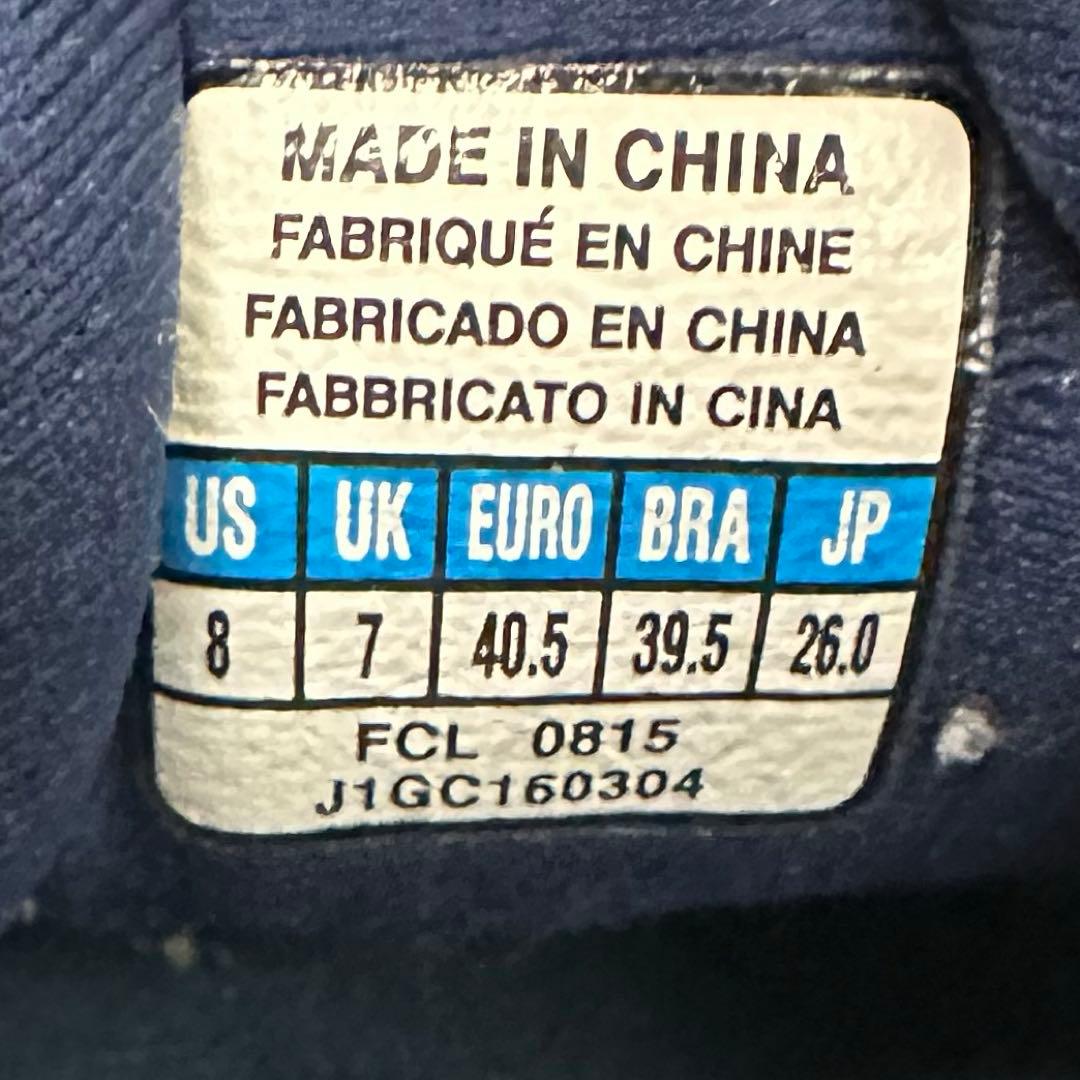 MADE IN CHINA
FABRIQUÉ EN CHINE
FABRICADO EN CHINA
FABBRICATO IN CINA
US UK EURO BRA JP
8 7 40.5 39.5 26.0
FCL 0815
J1GC160304